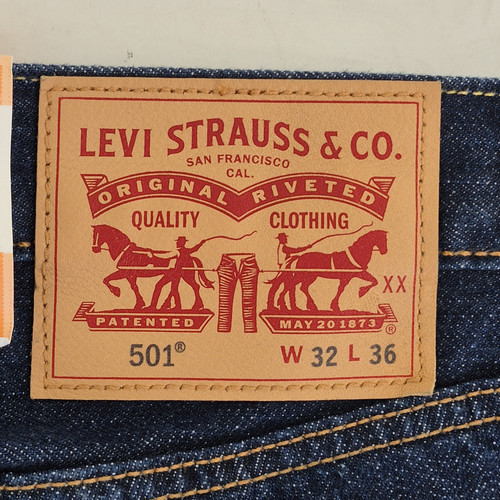 LEVI STRAUSS & CO.
SAN FRANCISCO
CAL.
ORIGINAL RIVETED
QUALITY CLOTHING
XX
PATENTED MAY 20 1873 ®
501® W 32 L 36